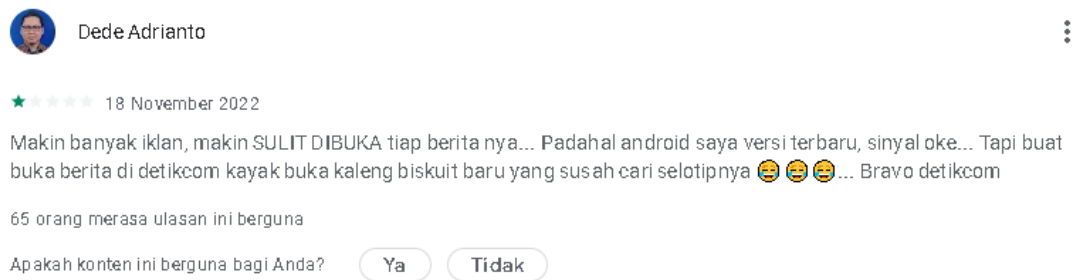 Dede Adrianto
18 November 2022
Makin banyak iklan, makin SULIT DIBUKA tiap berita nya... Padahal android saya versi terbaru, sinyal oke... Tapi buat
buka berita di detikcom kayak buka kaleng biskuit baru yang susah cari selotipnya 😂 😂 😂... Bravo detikcom
65 orang merasa ulasan ini berguna
Apakah konten ini berguna bagi Anda? Ya Tidak